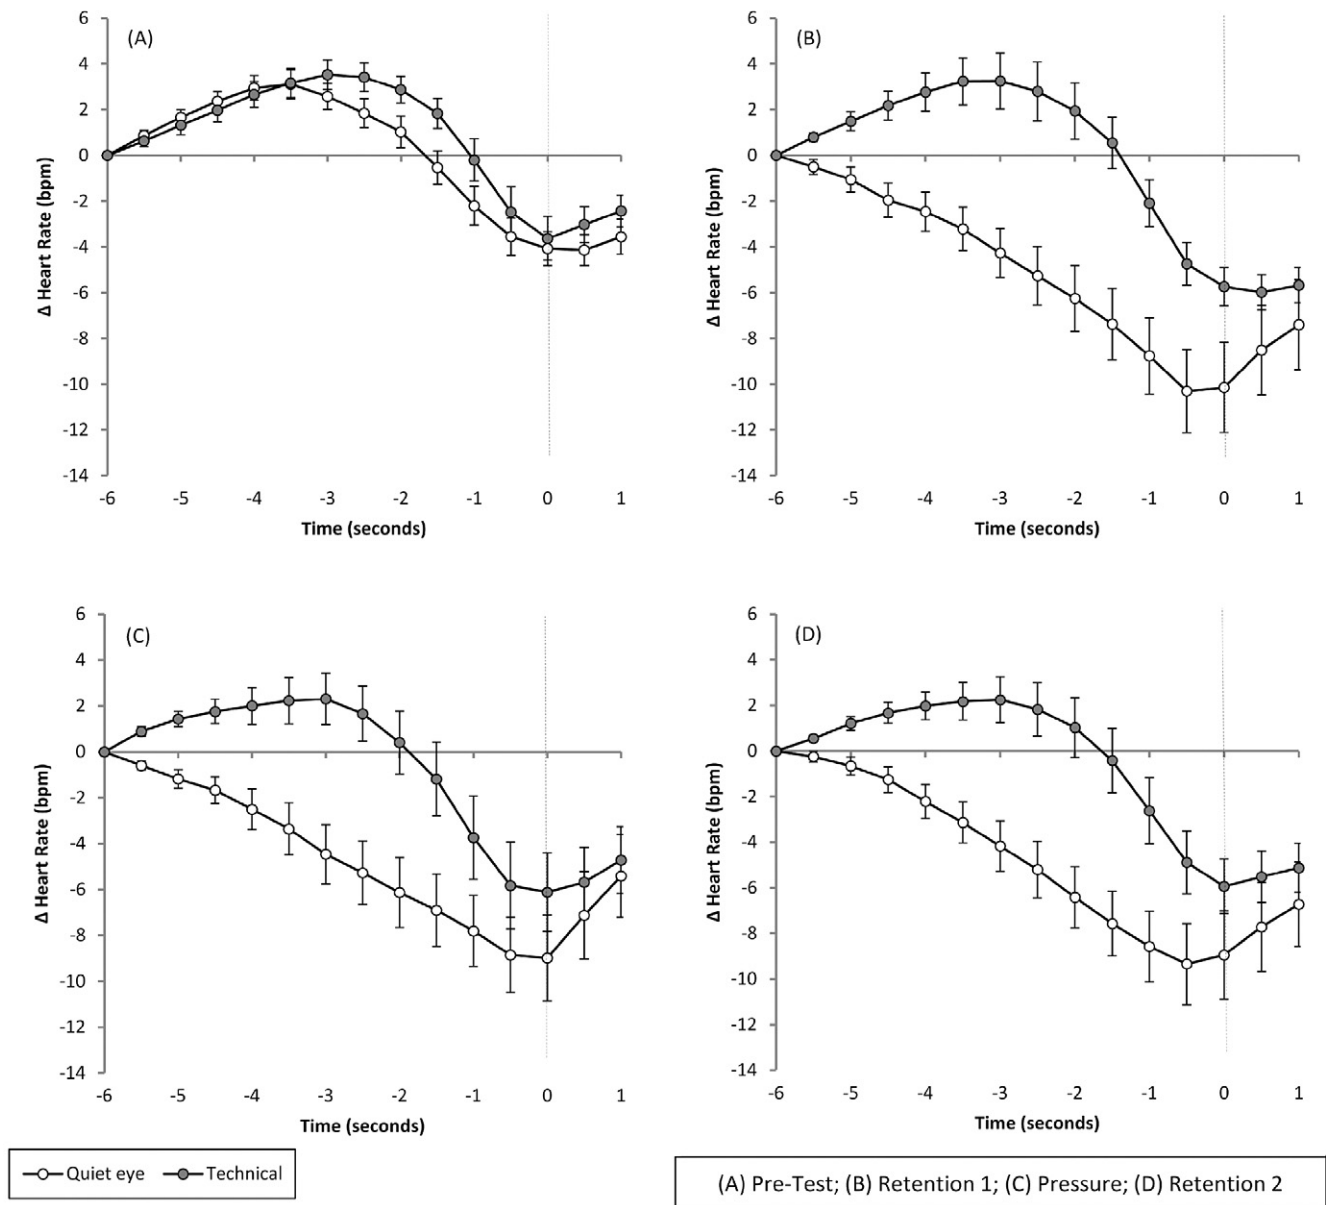 (A)
6
4
2
0
-2
-4
-6
-8
-10
-12
-14
Δ Heart Rate (bpm)
-6 -5 -4 -3 -2 -1 0 1
Time (seconds)
(B)
6
4
2
0
-2
-4
-6
-8
-10
-12
-14
Δ Heart Rate (bpm)
-6 -5 -4 -3 -2 -1 0 1
Time (seconds)
(C)
6
4
2
0
-2
-4
-6
-8
-10
-12
-14
Δ Heart Rate (bpm)
-6 -5 -4 -3 -2 -1 0 1
Time (seconds)
(D)
6
4
2
0
-2
-4
-6
-8
-10
-12
-14
Δ Heart Rate (bpm)
-6 -5 -4 -3 -2 -1 0 1
Time (seconds)
Quiet eye Technical
(A) Pre-Test; (B) Retention 1; (C) Pressure; (D) Retention 2